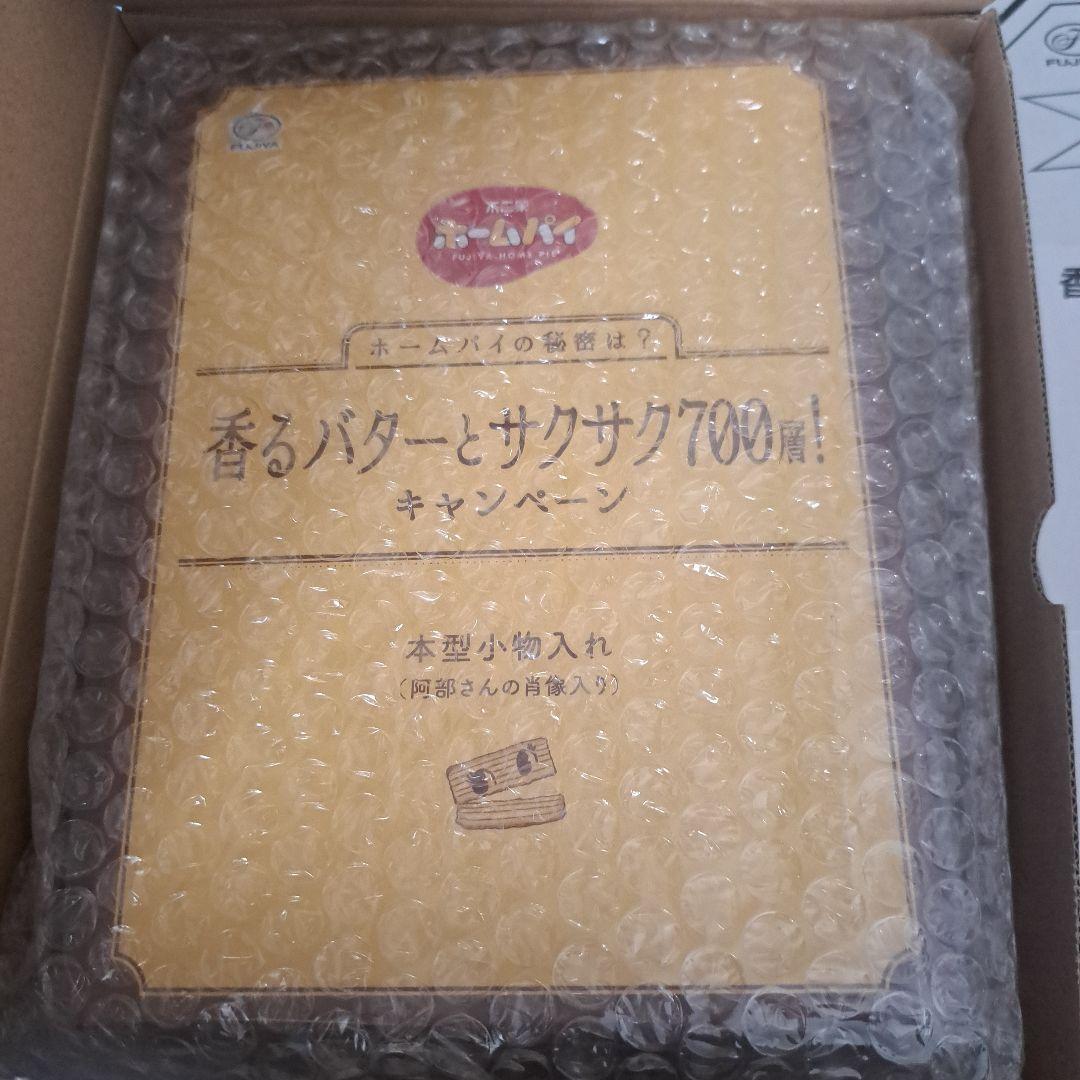 FUJIYA
不二家
ホームパイ
FUJIYA HOME PIE
ホームパイの秘密は？
香るバターとサクサク700層!
キャンペーン
本型小物入れ
（阿部さんの肖像入り）
香